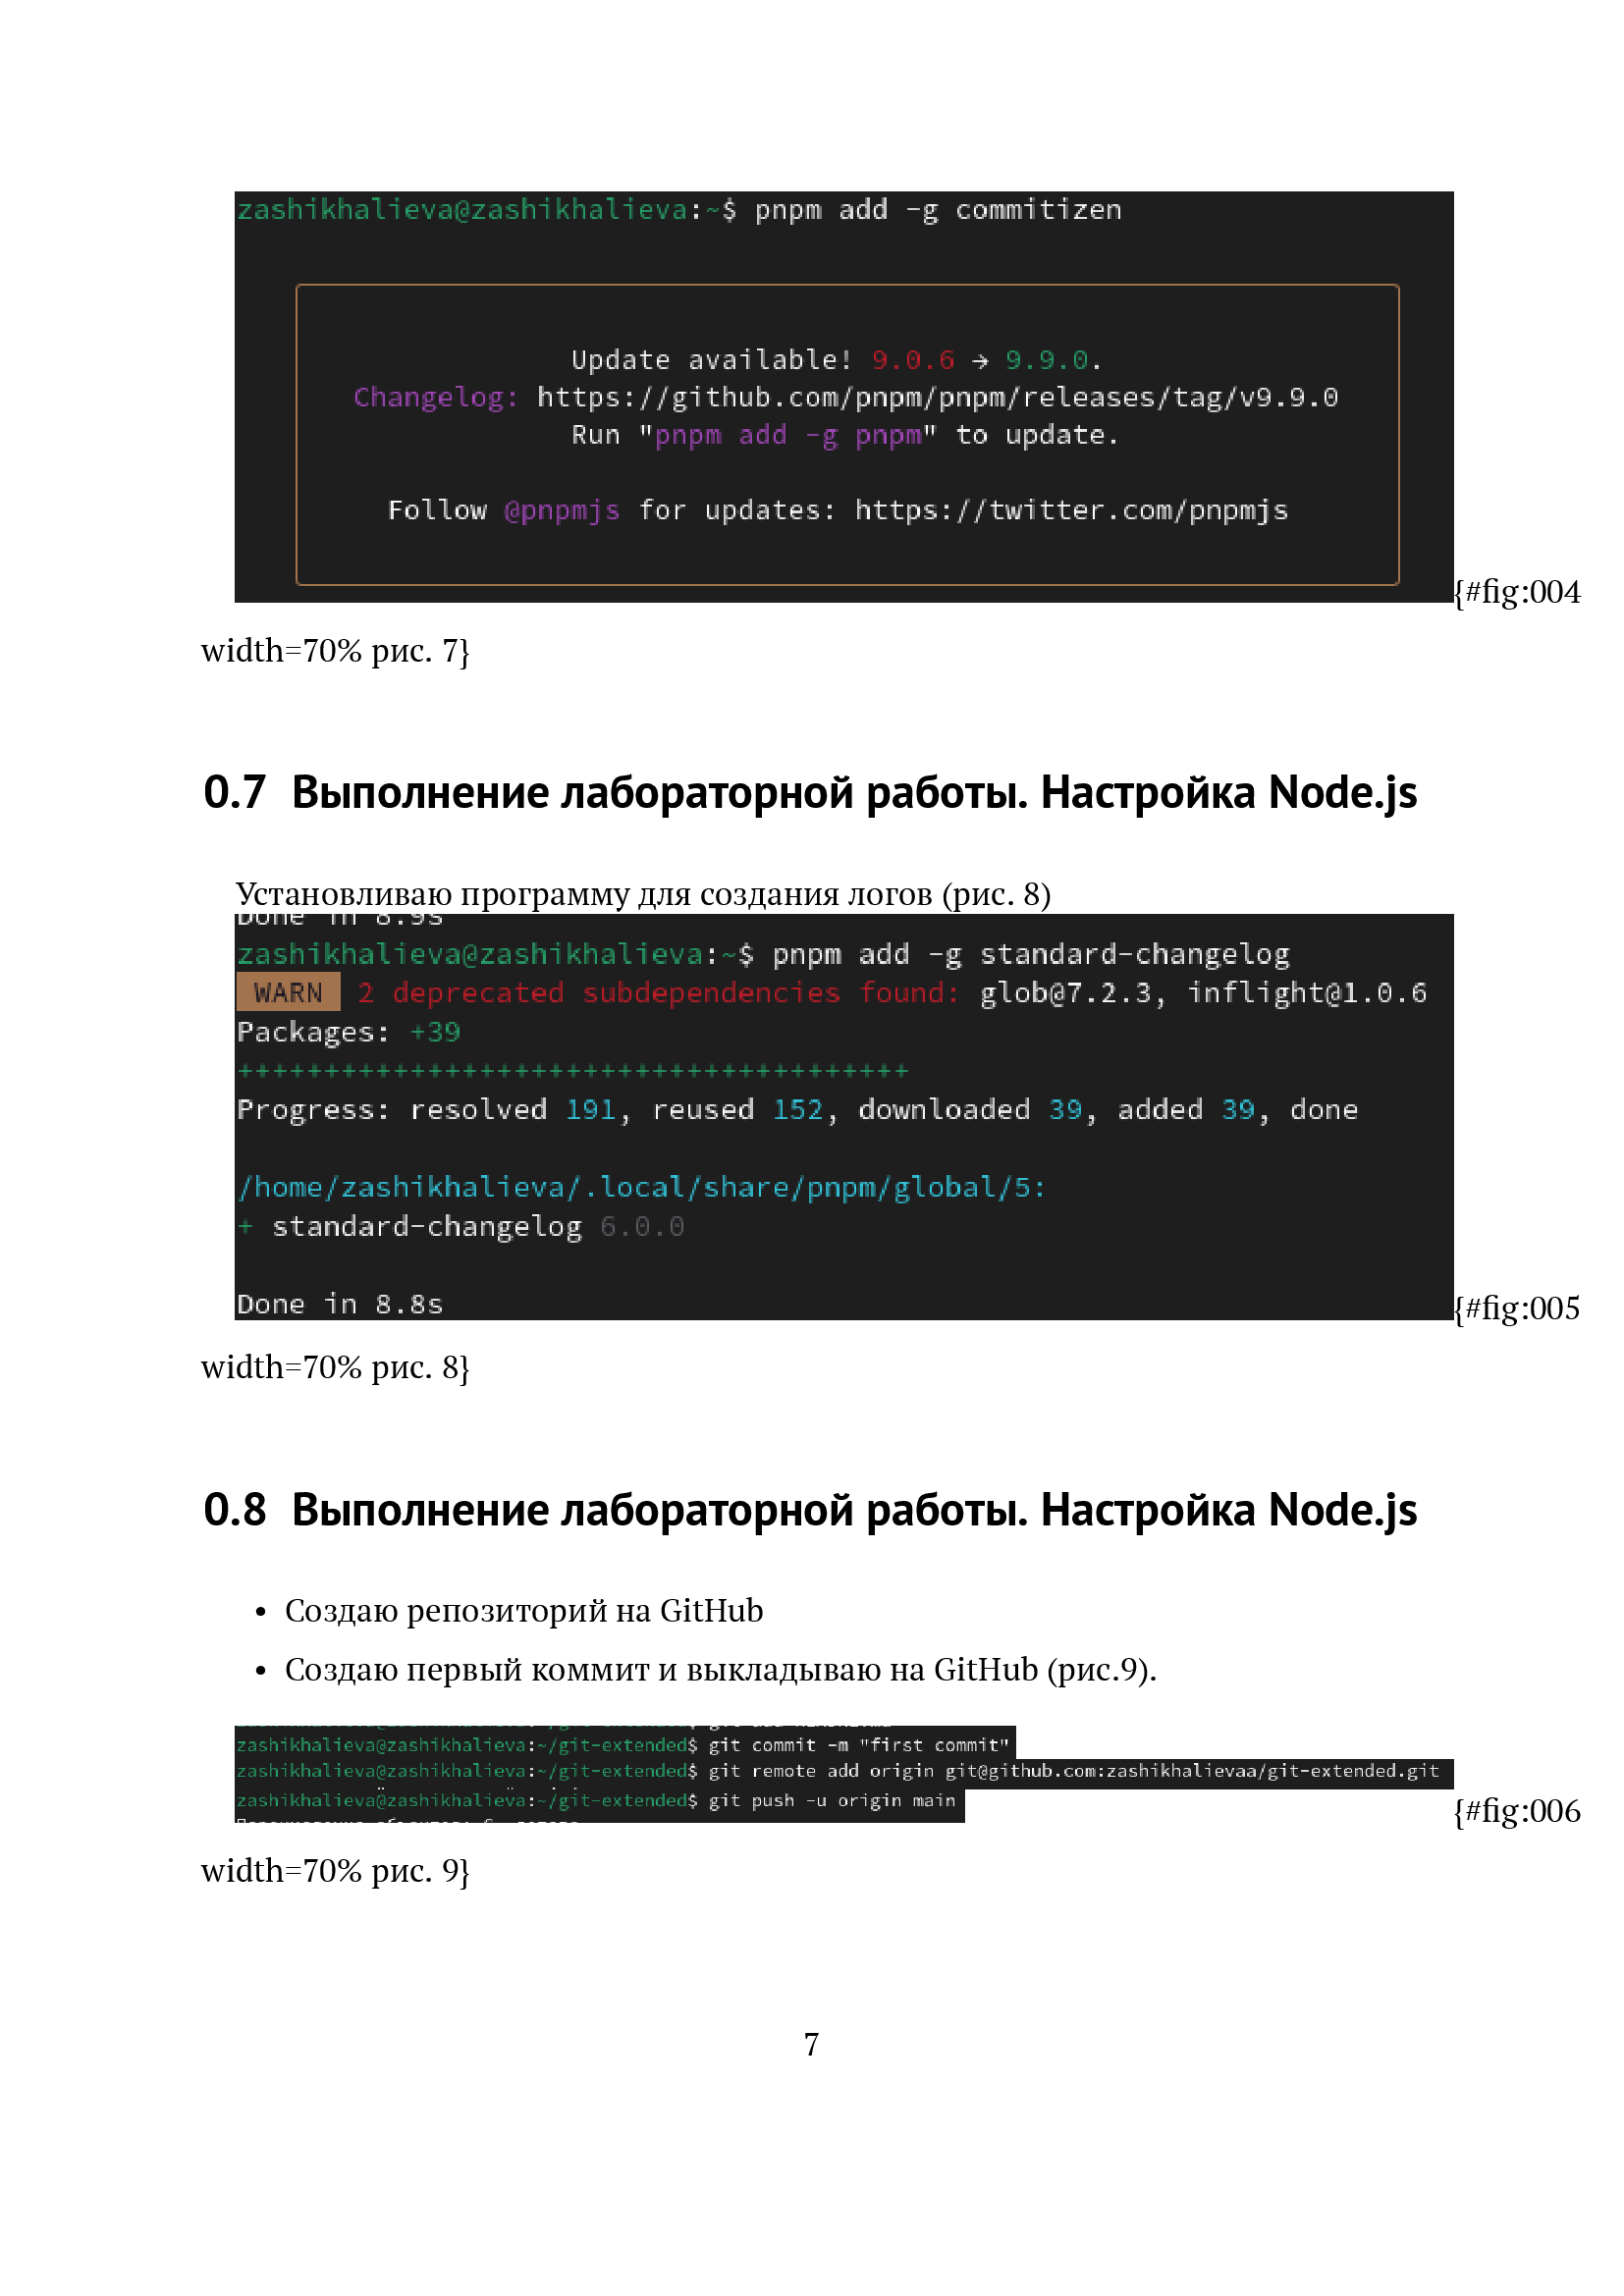 zashikhalieva@zashikhalieva:~$ pnpm add -g commitizen
Update available! 9.0.6 → 9.9.0.
Changelog: https://github.com/pnpm/pnpm/releases/tag/v9.9.0
Run "pnpm add -g pnpm" to update.
Follow @pnpmjs for updates: https://twitter.com/pnpmjs
{#fig:004
width=70% рис. 7}
0.7 Выполнение лабораторной работы. Настройка Node.js
Устанавливаю программу для создания логов (рис. 8)
Done in 8.9s
zashikhalieva@zashikhalieva:~$ pnpm add -g standard-changelog
WARN 2 deprecated subdependencies found: glob@7.2.3, inflight@1.0.6
Packages: +39
+++++++++++++++++++++++++++++++++++++++
Progress: resolved 191, reused 152, downloaded 39, added 39, done
/home/zashikhalieva/.local/share/pnpm/global/5:
+ standard-changelog 6.0.0
Done in 8.8s
{#fig:005
width=70% рис. 8}
0.8 Выполнение лабораторной работы. Настройка Node.js
• Создаю репозиторий на GitHub
• Создаю первый коммит и выкладываю на GitHub (рис.9).
zashikhalieva@zashikhalieva:~/git-extended$ git commit -m "first commit"
zashikhalieva@zashikhalieva:~/git-extended$ git remote add origin git@github.com:zashikhalievaa/git-extended.git
zashikhalieva@zashikhalieva:~/git-extended$ git push -u origin main
{#fig:006
width=70% рис. 9}
7